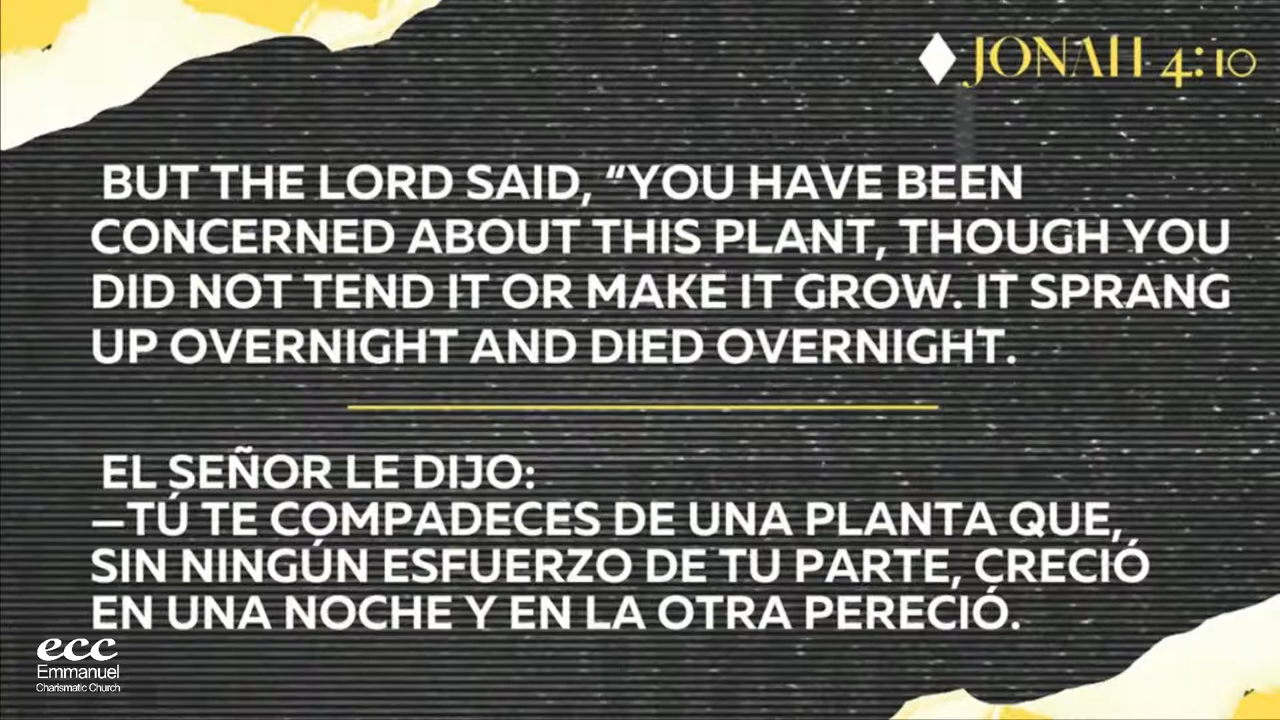 JONAH 4:10
BUT THE LORD SAID, “YOU HAVE BEEN
CONCERNED ABOUT THIS PLANT, THOUGH YOU
DID NOT TEND IT OR MAKE IT GROW. IT SPRANG
UP OVERNIGHT AND DIED OVERNIGHT.
EL SEÑOR LE DIJO:
—TÚ TE COMPADECES DE UNA PLANTA QUE,
SIN NINGÚN ESFUERZO DE TU PARTE, CRECIÓ
EN UNA NOCHE Y EN LA OTRA PERECIÓ.
ecc
Emmanuel
Charismatic Church